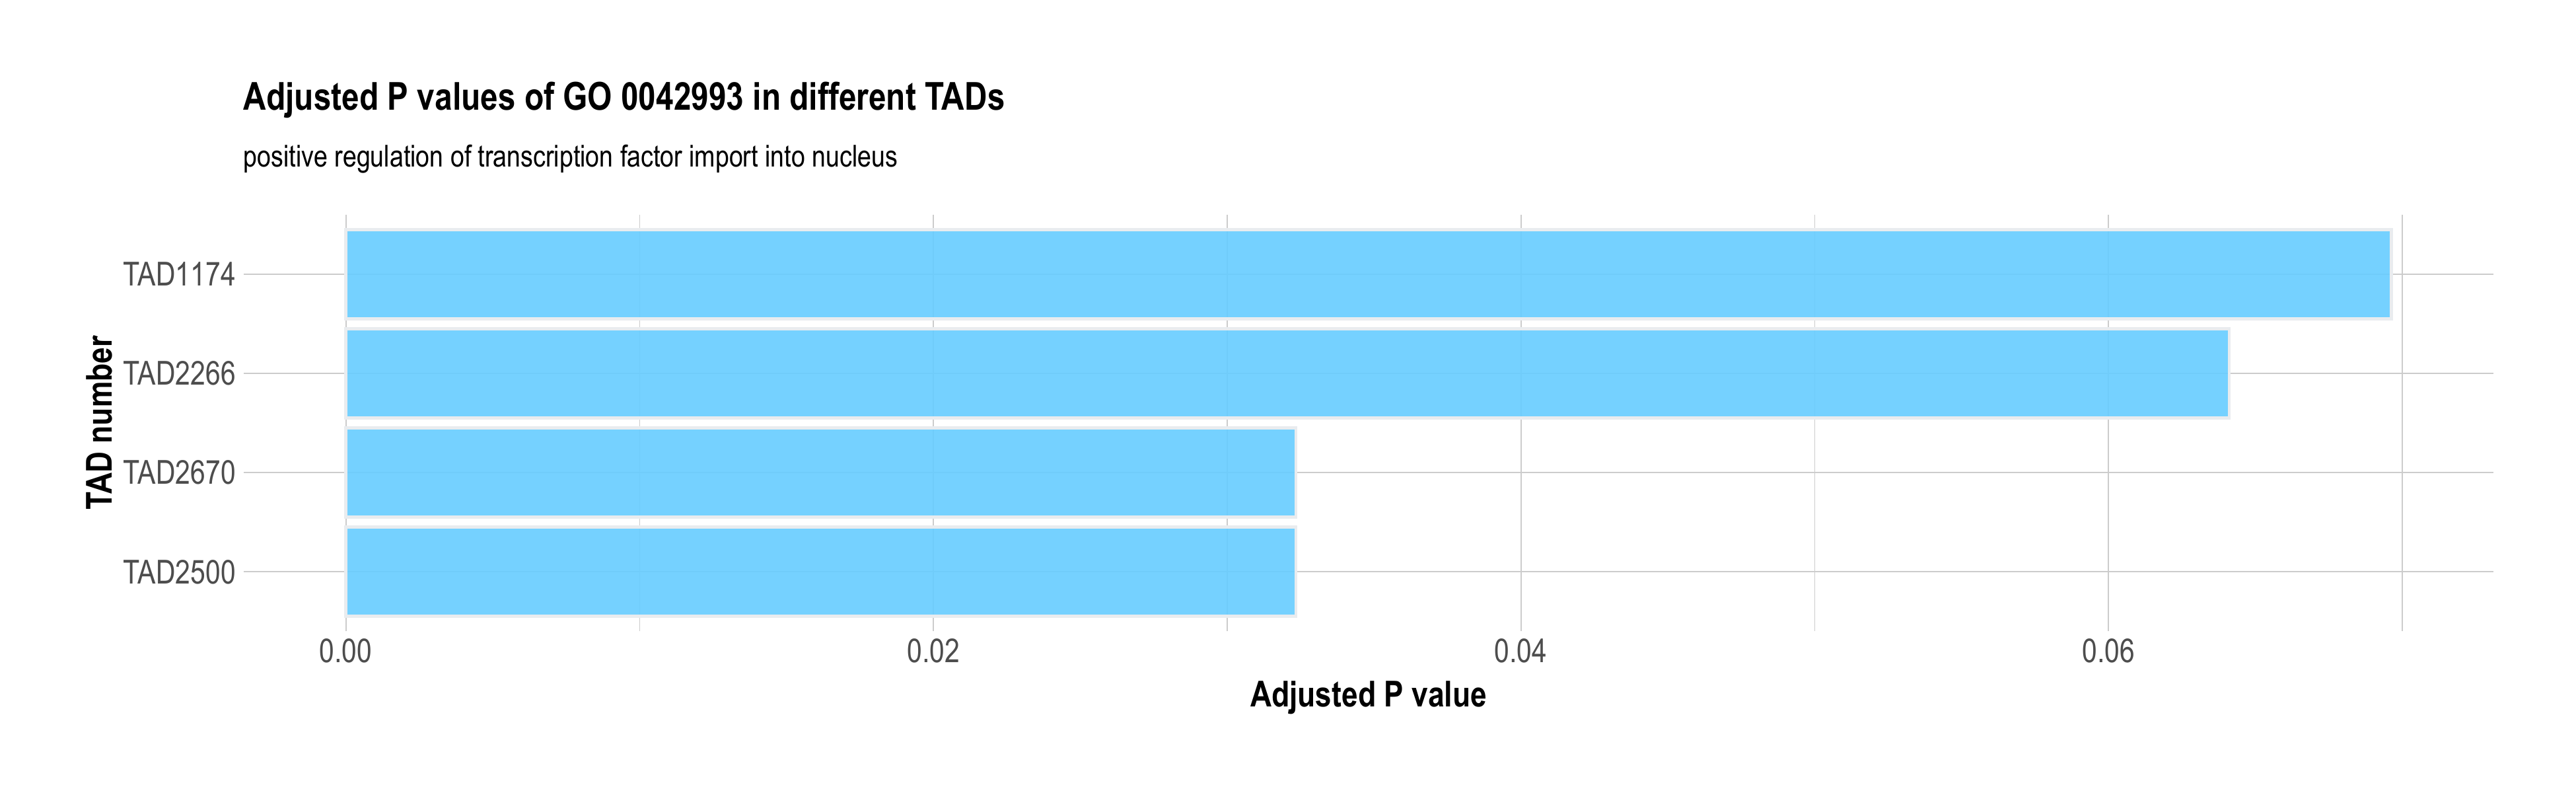 Adjusted P values of GO 0042993 in different TADs
positive regulation of transcription factor import into nucleus
TAD number
TAD1174
TAD2266
TAD2670
TAD2500
0.00 0.02 0.04 0.06
Adjusted P value